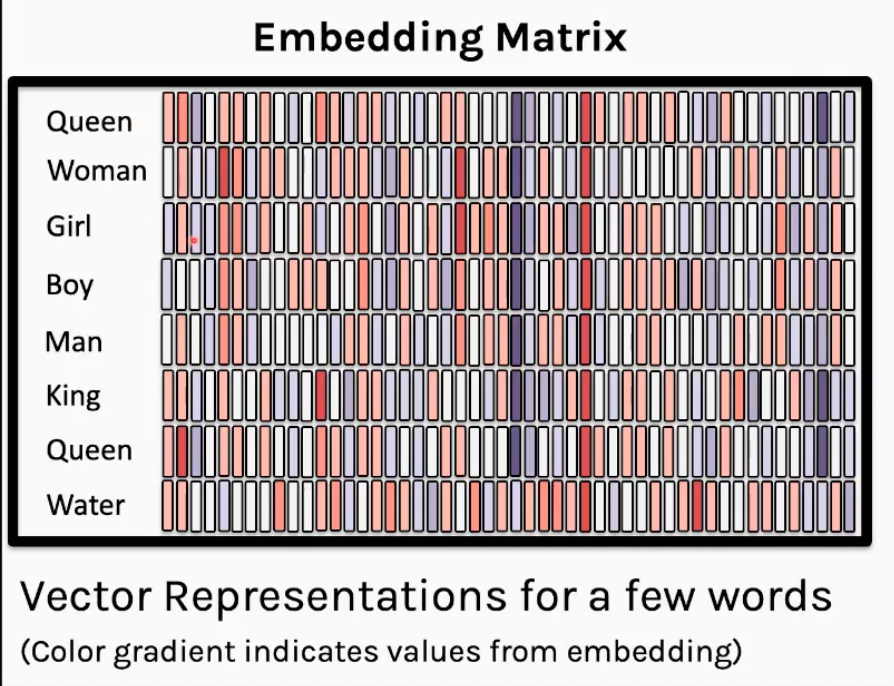 Embedding Matrix
Queen
Woman
Girl
Boy
Man
King
Queen
Water
Vector Representations for a few words
(Color gradient indicates values from embedding)